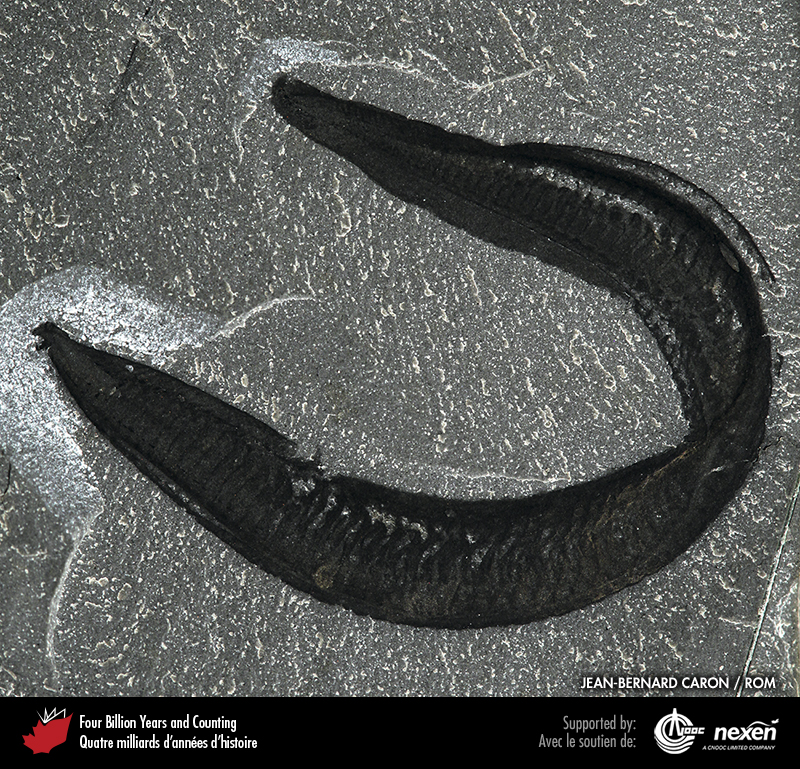 JEAN-BERNARD CARON / ROM
Four Billion Years and Counting
Quatre milliards d'années d'histoire
Supported by:
Avec le soutien de:
CNOOC
nexen
A CNOOC LIMITED COMPANY